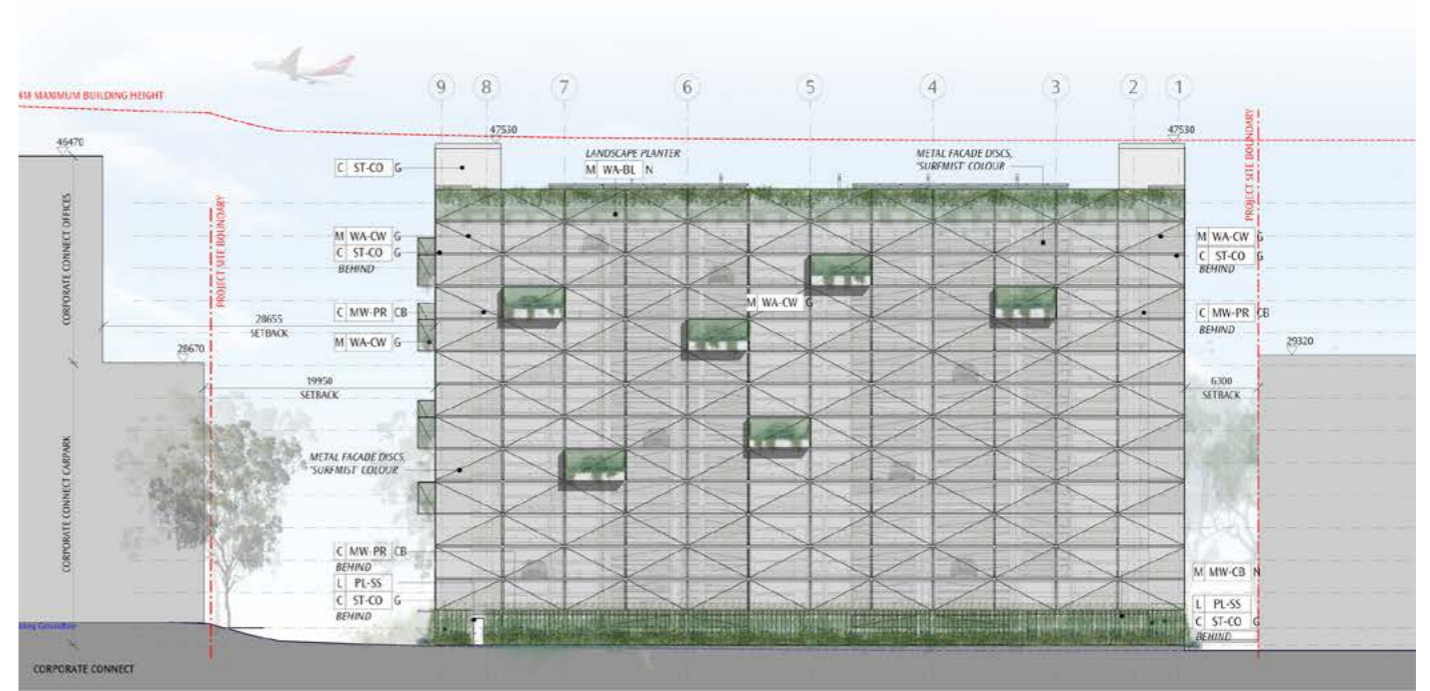 9 8 7 6 5 4 3 2 1
4M MAXIMUM BUILDING HEIGHT
47530
47530
46470
LANDSCAPE PLANTER
M WA-BL N
METAL FACADE DISCS,
'SURFMIST' COLOUR
C ST-CO G
PROJECT SITE BOUNDARY
PROJECT SITE BOUNDARY
CORPORATE CONNECT OFFICES
M WA-CW G
C ST-CO G
BEHIND
M WA-CW G
C ST-CO G
BEHIND
M WA-CW G
C MW-PR CB
C MW-PR CB
BEHIND
28655
SETBACK
M WA-CW G
28670
29320
19950
SETBACK
6300
SETBACK
METAL FACADE DISCS,
'SURFMIST' COLOUR
CORPORATE CONNECT CARPARK
C MW-PR CB
BEHIND
L PL-SS
C ST-CO G
BEHIND
M MW-CB N
L PL-SS
C ST-CO G
BEHIND
CORPORATE CONNECT